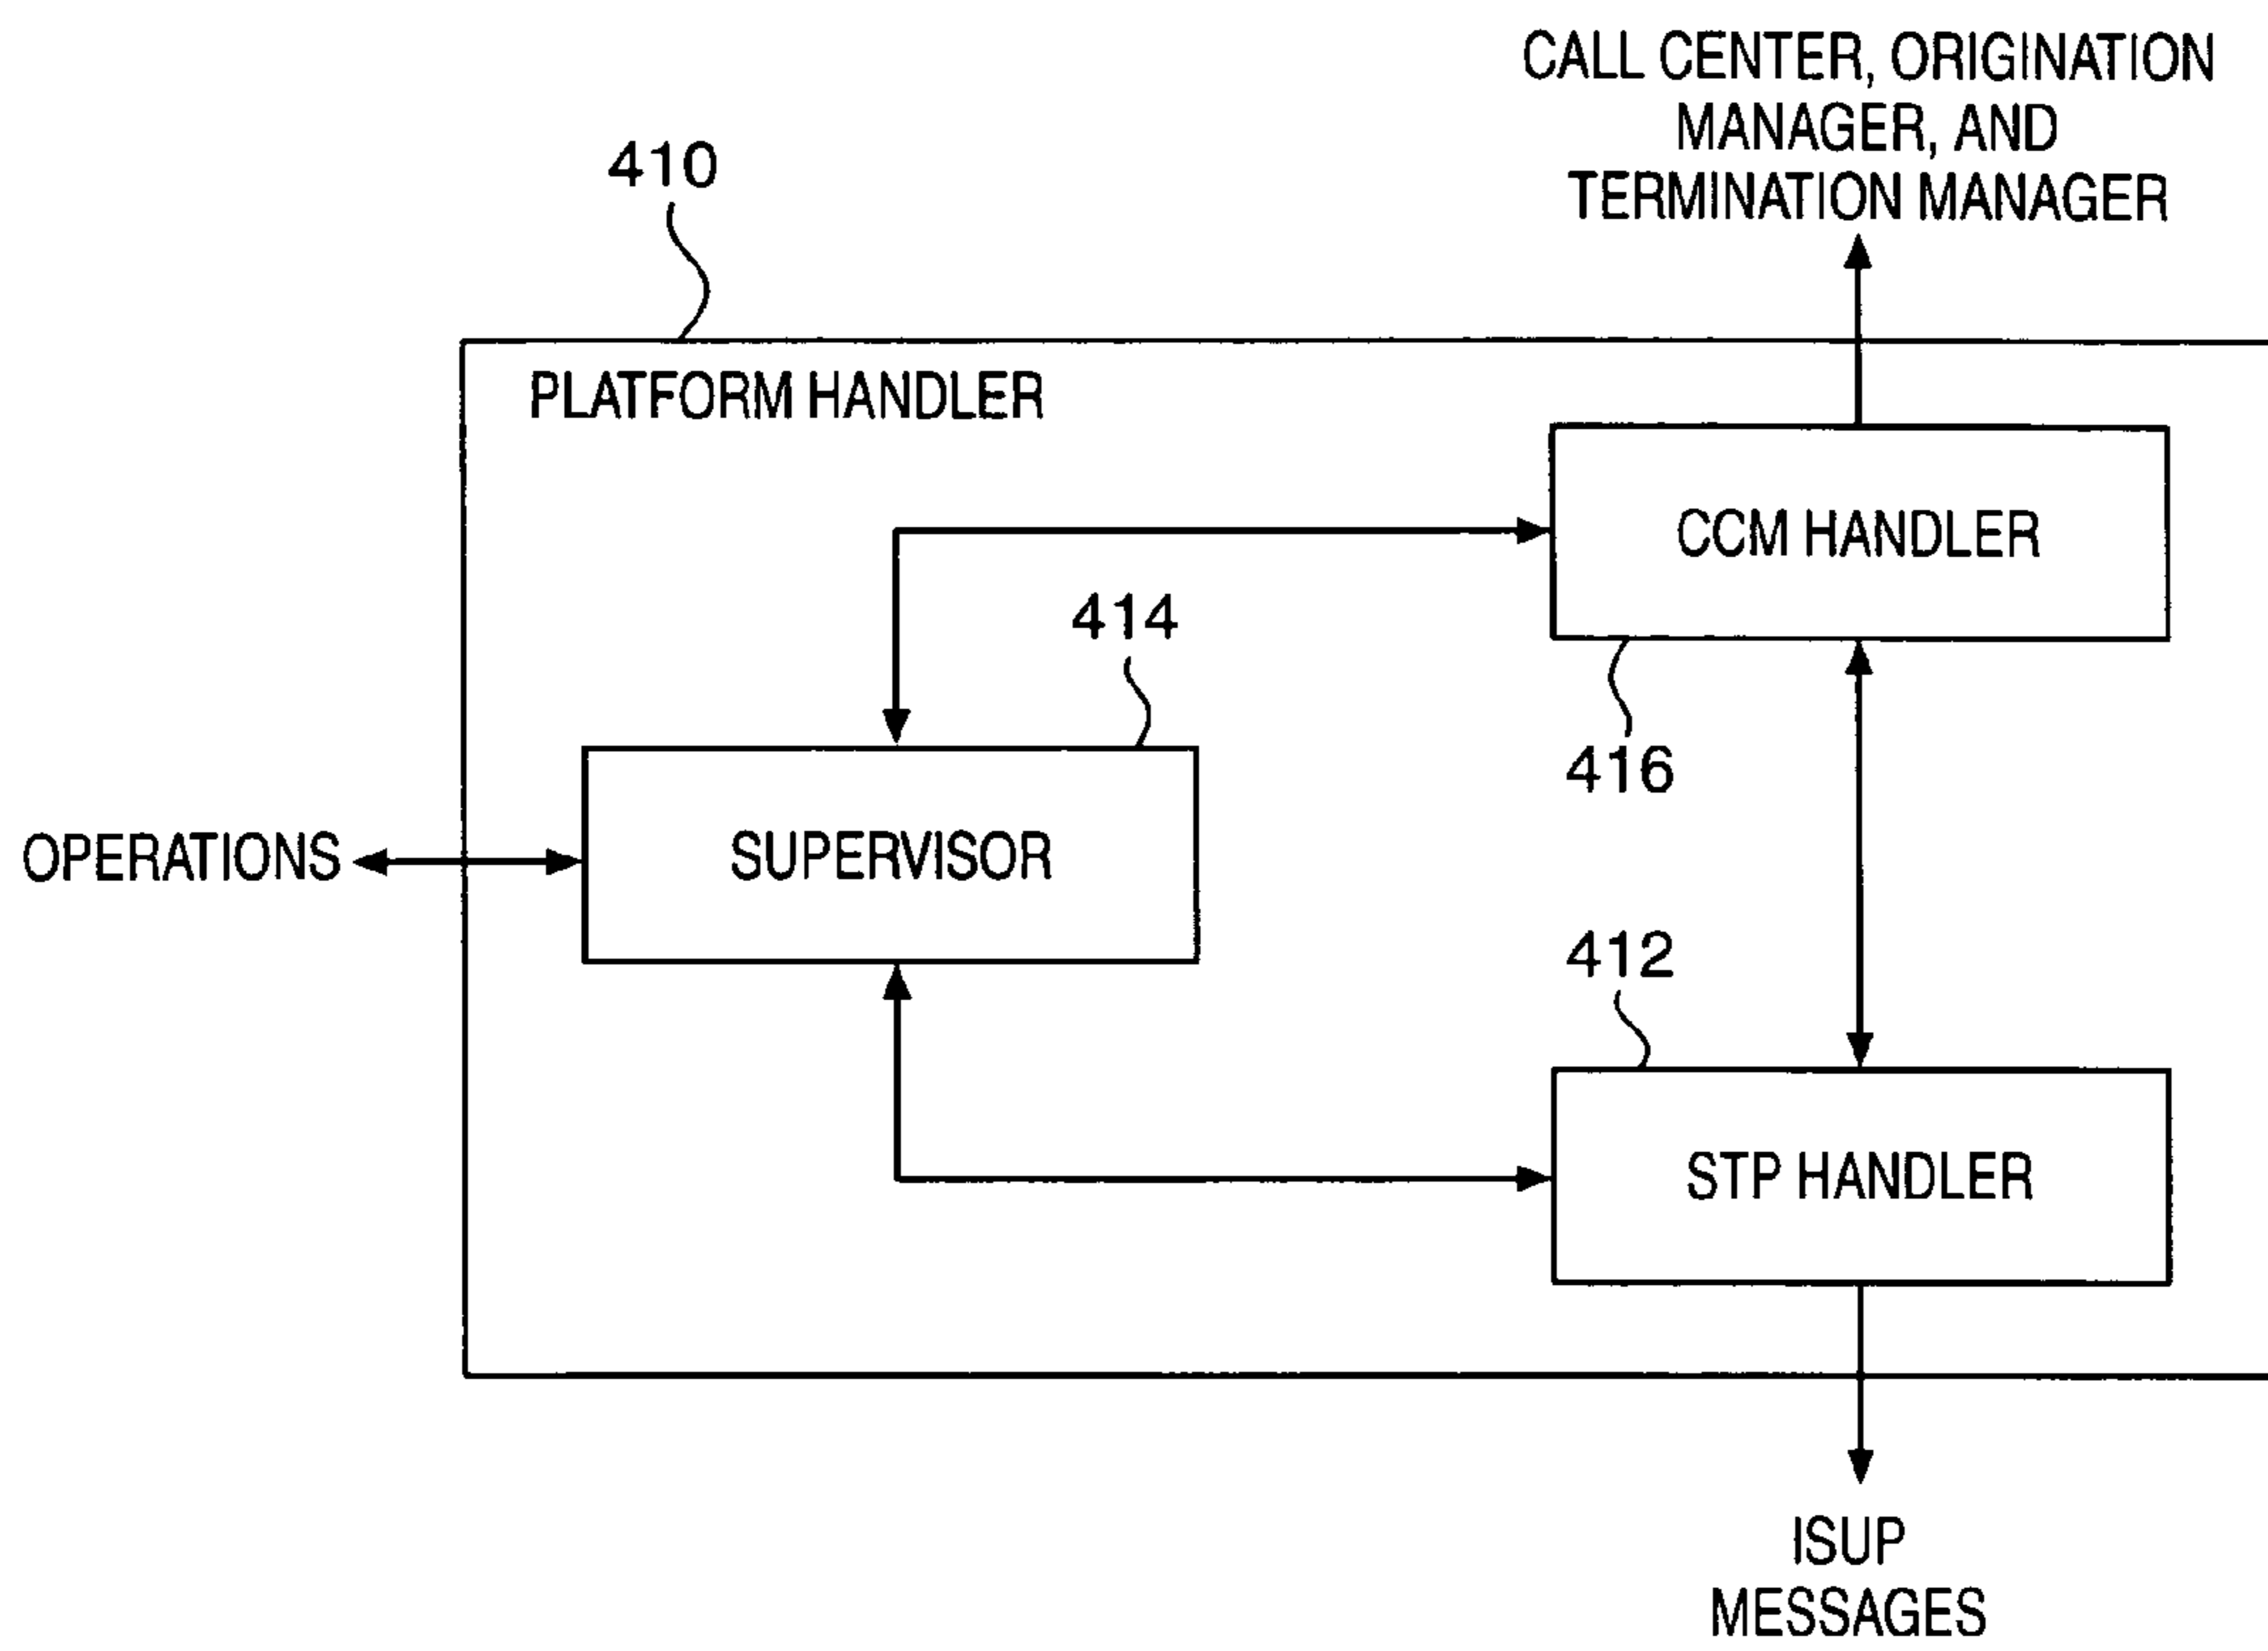 CALL CENTER, ORIGINATION
MANAGER, AND
TERMINATION MANAGER
410
PLATFORM HANDLER
CCM HANDLER
414
416
OPERATIONS
SUPERVISOR
412
STP HANDLER
ISUP
MESSAGES